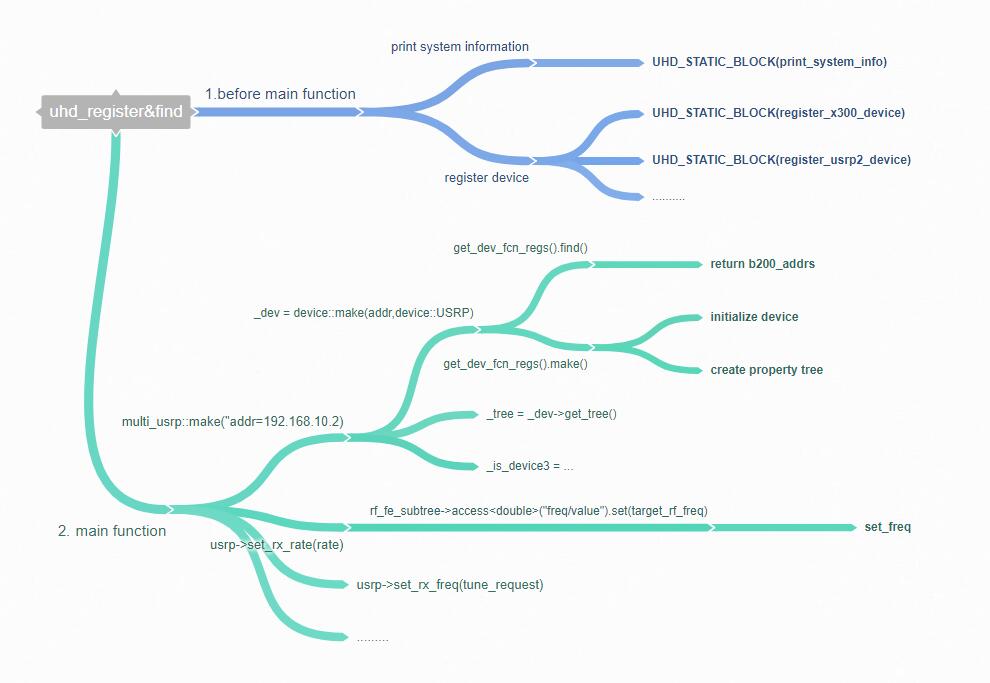 uhd_register&find
1.before main function
print system information
UHD_STATIC_BLOCK(print_system_info)
register device
UHD_STATIC_BLOCK(register_x300_device)
UHD_STATIC_BLOCK(register_usrp2_device)
..........
2. main function
multi_usrp::make("addr=192.168.10.2)
_dev = device::make(addr,device::USRP)
get_dev_fcn_regs().find()
return b200_addrs
get_dev_fcn_regs().make()
initialize device
create property tree
_tree = _dev->get_tree()
_is_device3 = ...
usrp->set_rx_rate(rate)
rf_fe_subtree->access<double>("freq/value").set(target_rf_freq)
set_freq
usrp->set_rx_freq(tune_request)
.........